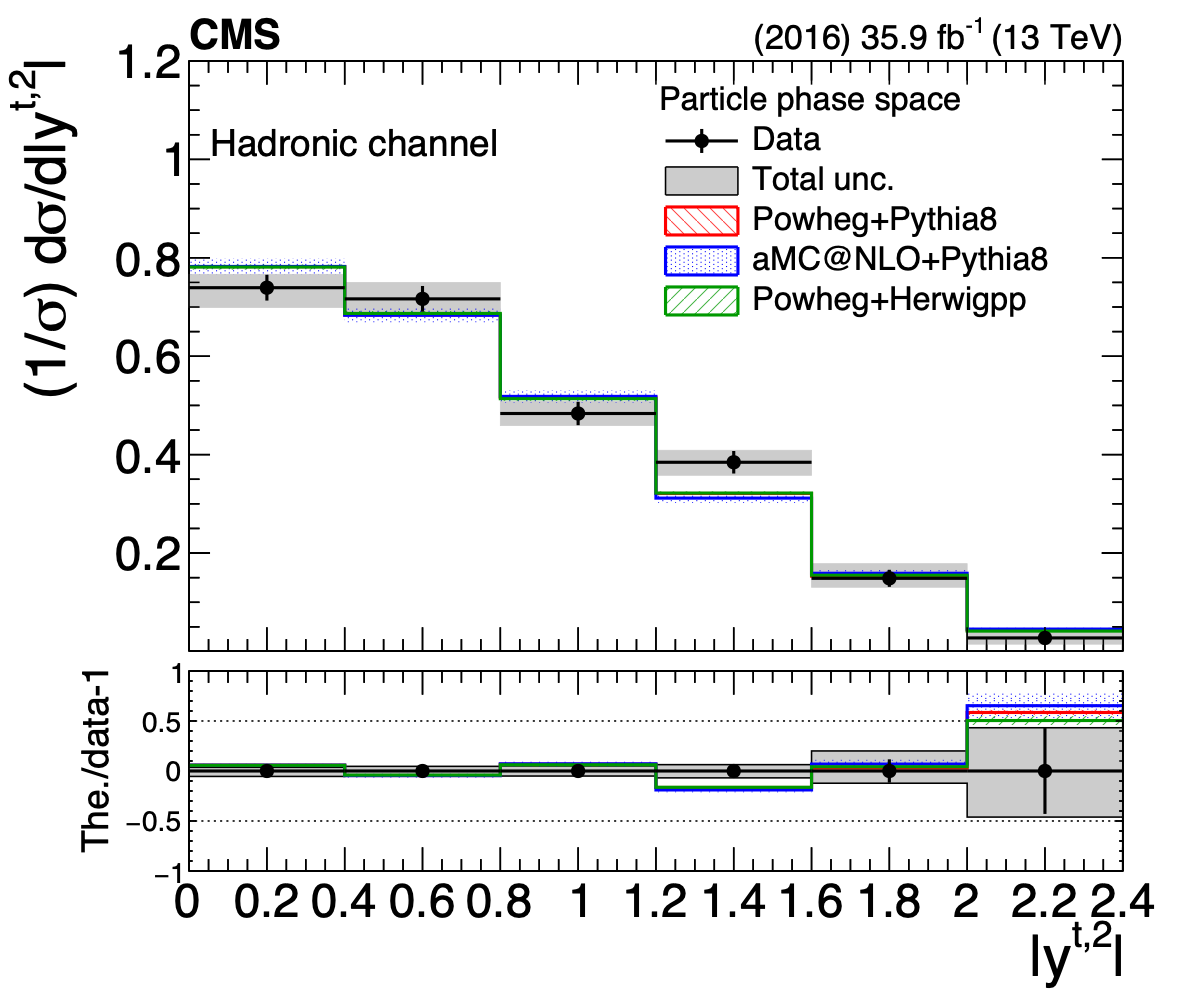 CMS
(2016) 35.9 fb⁻¹ (13 TeV)
(1/σ) dσ/d|y^{t,2}|
1.2
1
0.8
0.6
0.4
0.2
Hadronic channel
Particle phase space
Data
Total unc.
Powheg+Pythia8
aMC@NLO+Pythia8
Powheg+Herwigpp
The./data-1
1
0.5
0
−0.5
−1
0 0.2 0.4 0.6 0.8 1 1.2 1.4 1.6 1.8 2 2.2 2.4
|y^{t,2}|